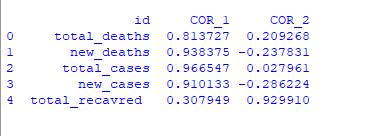 id COR_1 COR_2
0 total_deaths 0.813727 0.209268
1 new_deaths 0.938375 -0.237831
2 total_cases 0.966547 0.027961
3 new_cases 0.910133 -0.286224
4 total_recavred 0.307949 0.929910